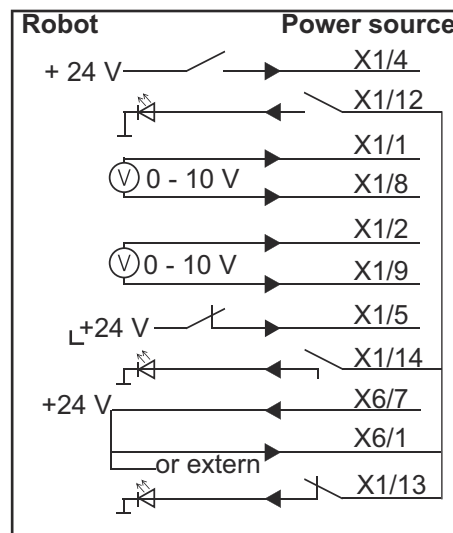 Robot Power source
+ 24 V X1/4
X1/12
X1/1
V 0 - 10 V
X1/8
X1/2
V 0 - 10 V
X1/9
+24 V X1/5
X1/14
+24 V X6/7
X6/1
or extern
X1/13